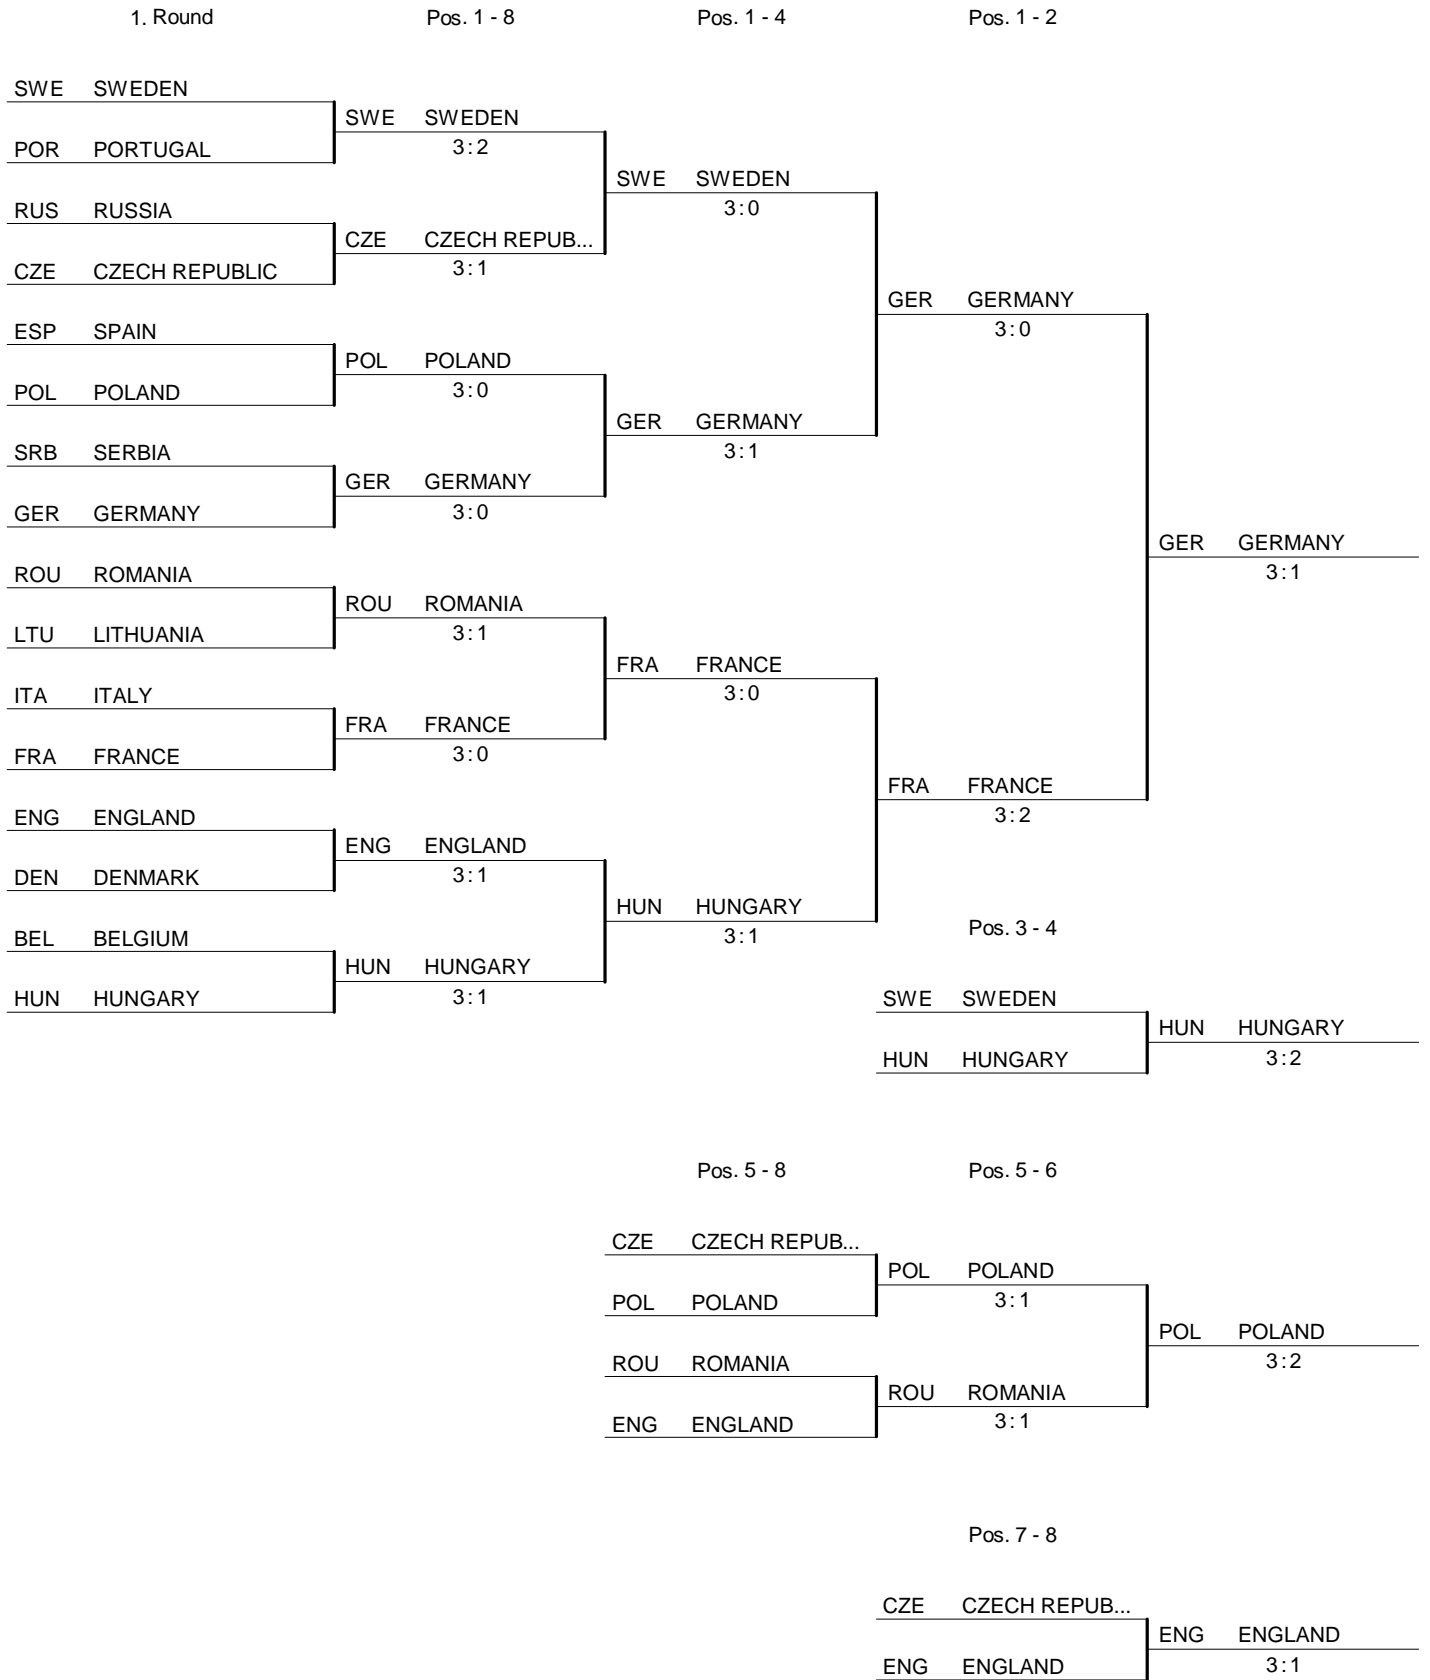 1. Round Pos. 1 - 8 Pos. 1 - 4 Pos. 1 - 2
SWE SWEDEN
SWE SWEDEN
POR PORTUGAL 3:2
SWE SWEDEN
RUS RUSSIA 3:0
CZE CZECH REPUB...
CZE CZECH REPUBLIC 3:1
GER GERMANY
ESP SPAIN 3:0
POL POLAND
POL POLAND 3:0
GER GERMANY
SRB SERBIA 3:1
GER GERMANY
GER GERMANY 3:0
GER GERMANY
ROU ROMANIA 3:1
ROU ROMANIA
LTU LITHUANIA 3:1
FRA FRANCE
ITA ITALY 3:0
FRA FRANCE
FRA FRANCE 3:0
FRA FRANCE
ENG ENGLAND 3:2
ENG ENGLAND
DEN DENMARK 3:1
HUN HUNGARY
BEL BELGIUM 3:1 Pos. 3 - 4
HUN HUNGARY
HUN HUNGARY 3:1 SWE SWEDEN
HUN HUNGARY
HUN HUNGARY 3:2
Pos. 5 - 8 Pos. 5 - 6
CZE CZECH REPUB...
POL POLAND
POL POLAND 3:1
POL POLAND
ROU ROMANIA 3:2
ROU ROMANIA
ENG ENGLAND 3:1
Pos. 7 - 8
CZE CZECH REPUB...
ENG ENGLAND
ENG ENGLAND 3:1